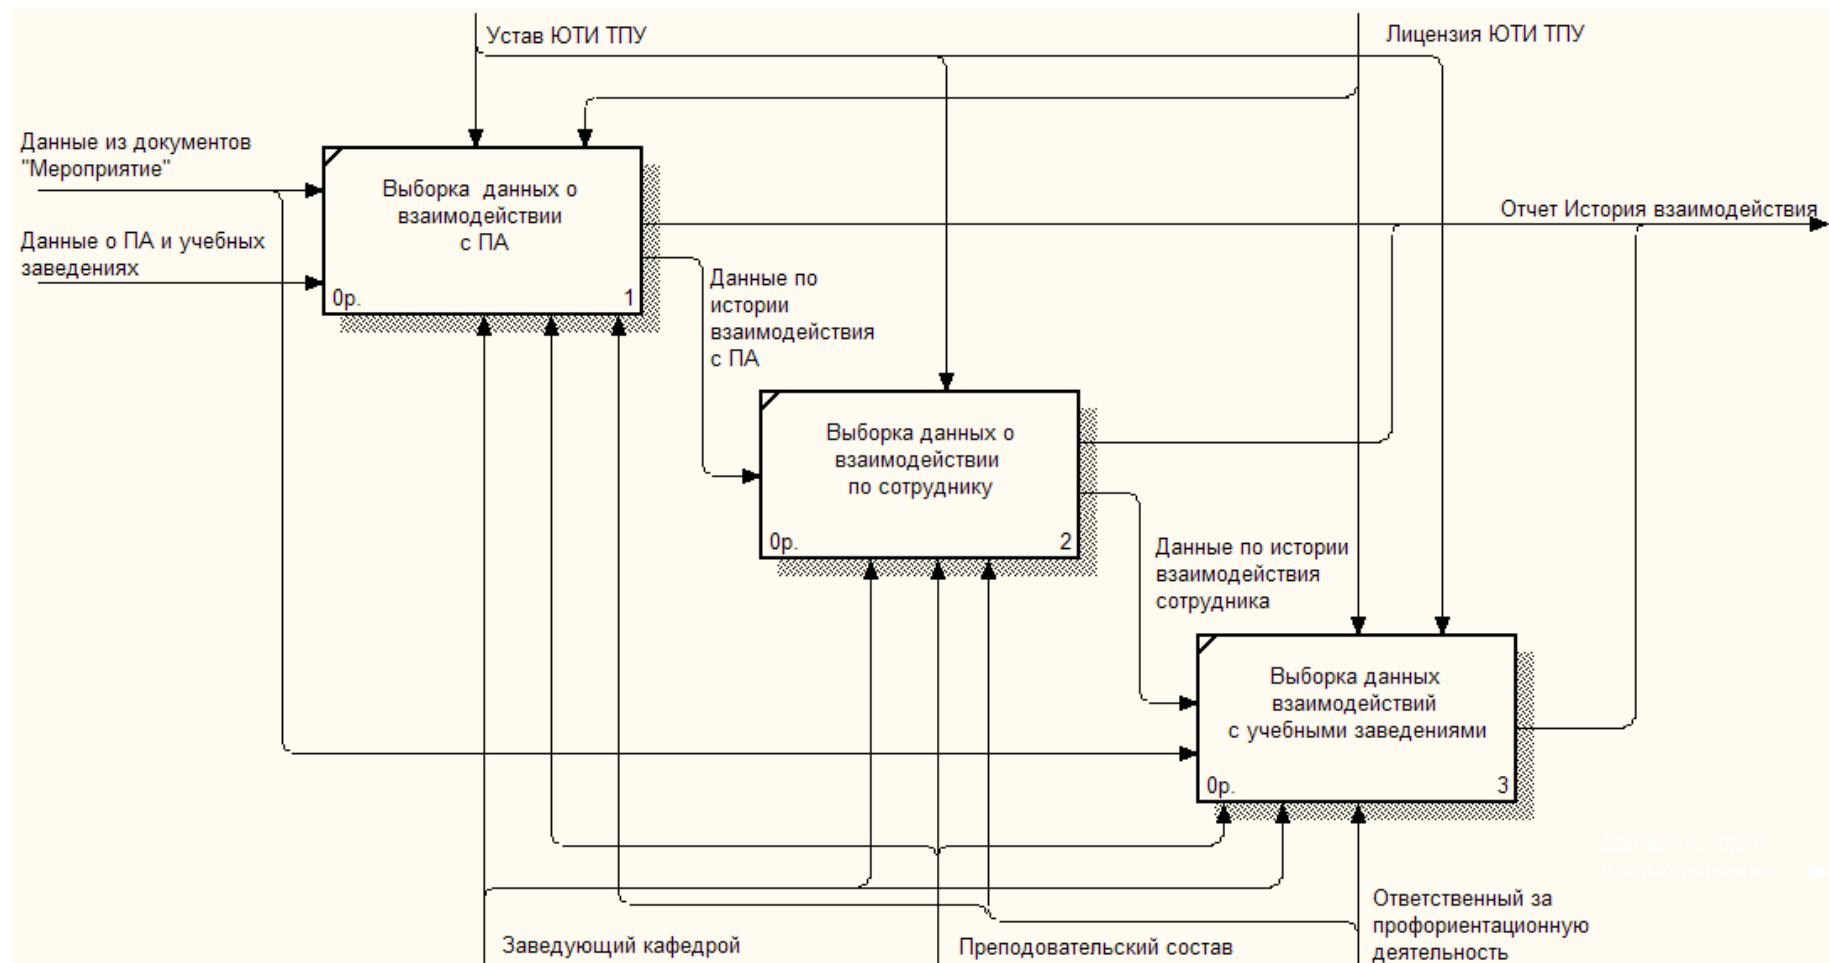 Устав ЮТИ ТПУ
Лицензия ЮТИ ТПУ
Данные из документов
"Мероприятие"
Данные о ПА и учебных
заведениях
Выборка данных о
взаимодействии
с ПА
0р.
1
Отчет История взаимодействия
Данные по
истории
взаимодействия
с ПА
Выборка данных о
взаимодействии
по сотруднику
0р.
2
Данные по истории
взаимодействия
сотрудника
Выборка данных
взаимодействий
с учебными заведениями
0р.
3
Заведующий кафедрой
Преподовательский состав
Ответственный за
профориентационную
деятельность